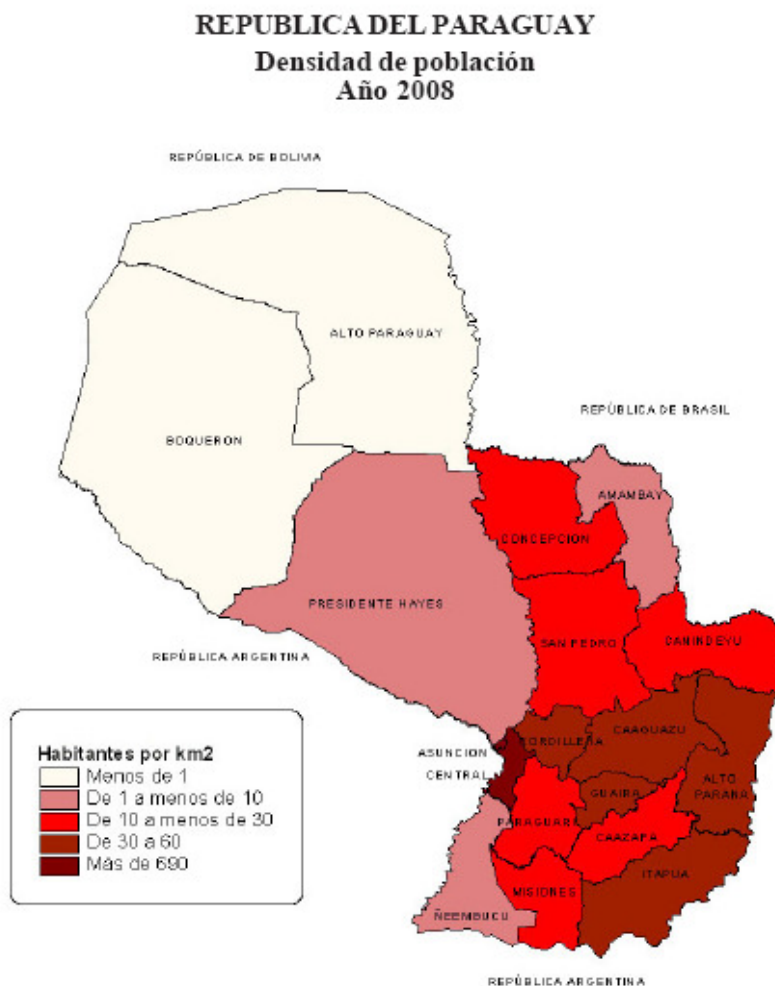 REPUBLICA DEL PARAGUAY
Densidad de población
Año 2008
REPÚBLICA DE BOLIVIA
ALTO PARAGUAY
REPÚBLICA DE BRASIL
BOQUERON
AMAMBAY
CONCEPCION
PRESIDENTE HAYES
SAN PEDRO
CANINDEYU
REPÚBLICA ARGENTINA
CORDILLERA
CAAGUAZU
ASUNCION
CENTRAL
ALTO
PARANA
GUAIRA
PARAGUARI
CAAZAPA
ITAPUA
MISIONES
ÑEEMBUCU
REPÚBLICA ARGENTINA
Habitantes por km2
Menos de 1
De 1 a menos de 10
De 10 a menos de 30
De 30 a 60
Más de 690